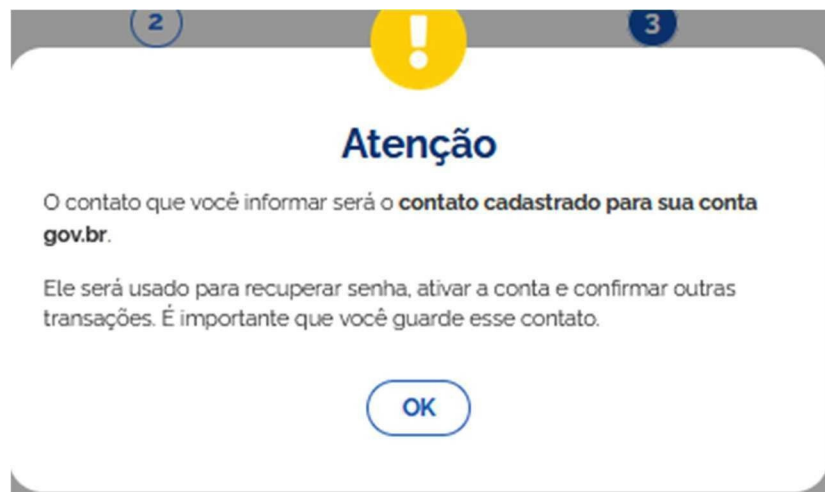 2
3
!
Atenção
O contato que você informar será o contato cadastrado para sua conta
gov.br.
Ele será usado para recuperar senha, ativar a conta e confirmar outras
transações. É importante que você guarde esse contato.
OK